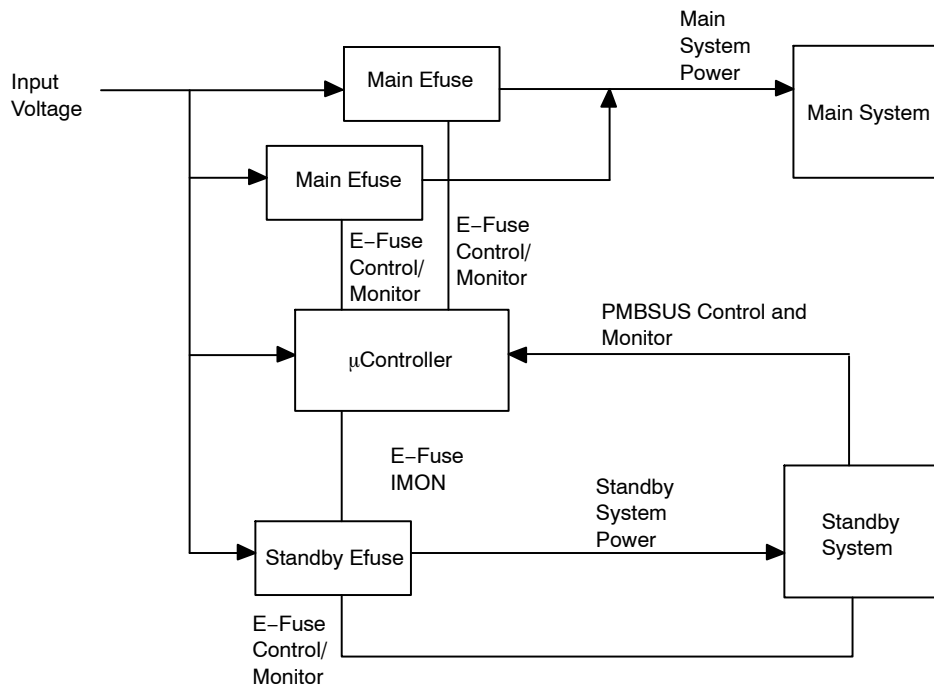 Input
Voltage
Main Efuse
Main
System
Power
Main System
Main Efuse
E−Fuse
Control/
Monitor
E−Fuse
Control/
Monitor
μController
PMBSUS Control and
Monitor
E−Fuse
IMON
Standby Efuse
Standby
System
Power
Standby
System
E−Fuse
Control/
Monitor